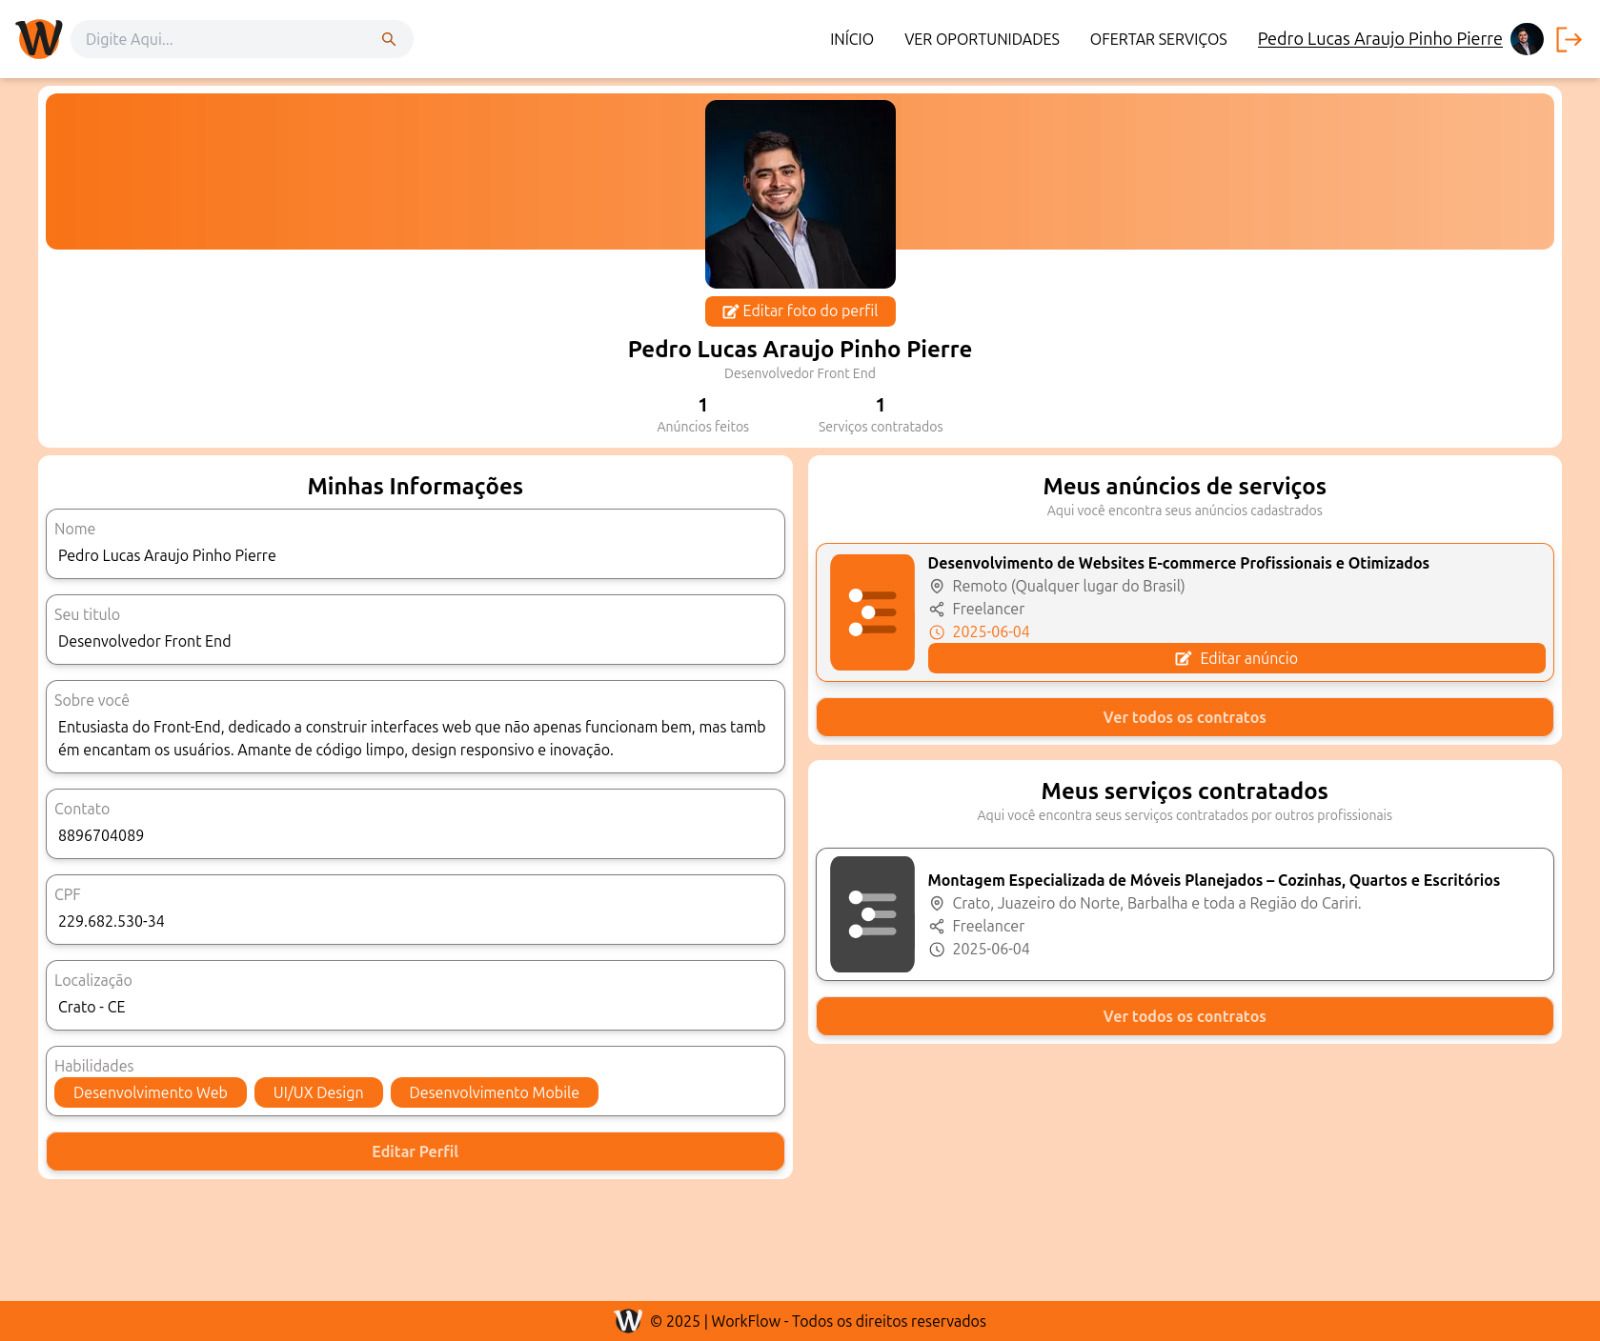 W
Digite Aqui...
INÍCIO
VER OPORTUNIDADES
OFERTAR SERVIÇOS
Pedro Lucas Araujo Pinho Pierre
Editar foto do perfil
Pedro Lucas Araujo Pinho Pierre
Desenvolvedor Front End
1
Anúncios feitos
1
Serviços contratados
Minhas Informações
Nome
Pedro Lucas Araujo Pinho Pierre
Seu titulo
Desenvolvedor Front End
Sobre você
Entusiasta do Front-End, dedicado a construir interfaces web que não apenas funcionam bem, mas tamb
ém encantam os usuários. Amante de código limpo, design responsivo e inovação.
Contato
8896704089
CPF
229.682.530-34
Localização
Crato - CE
Habilidades
Desenvolvimento Web
UI/UX Design
Desenvolvimento Mobile
Editar Perfil
Meus anúncios de serviços
Aqui você encontra seus anúncios cadastrados
Desenvolvimento de Websites E-commerce Profissionais e Otimizados
Remoto (Qualquer lugar do Brasil)
Freelancer
2025-06-04
Editar anúncio
Ver todos os contratos
Meus serviços contratados
Aqui você encontra seus serviços contratados por outros profissionais
Montagem Especializada de Móveis Planejados – Cozinhas, Quartos e Escritórios
Crato, Juazeiro do Norte, Barbalha e toda a Região do Cariri.
Freelancer
2025-06-04
Ver todos os contratos
W © 2025 | WorkFlow - Todos os direitos reservados